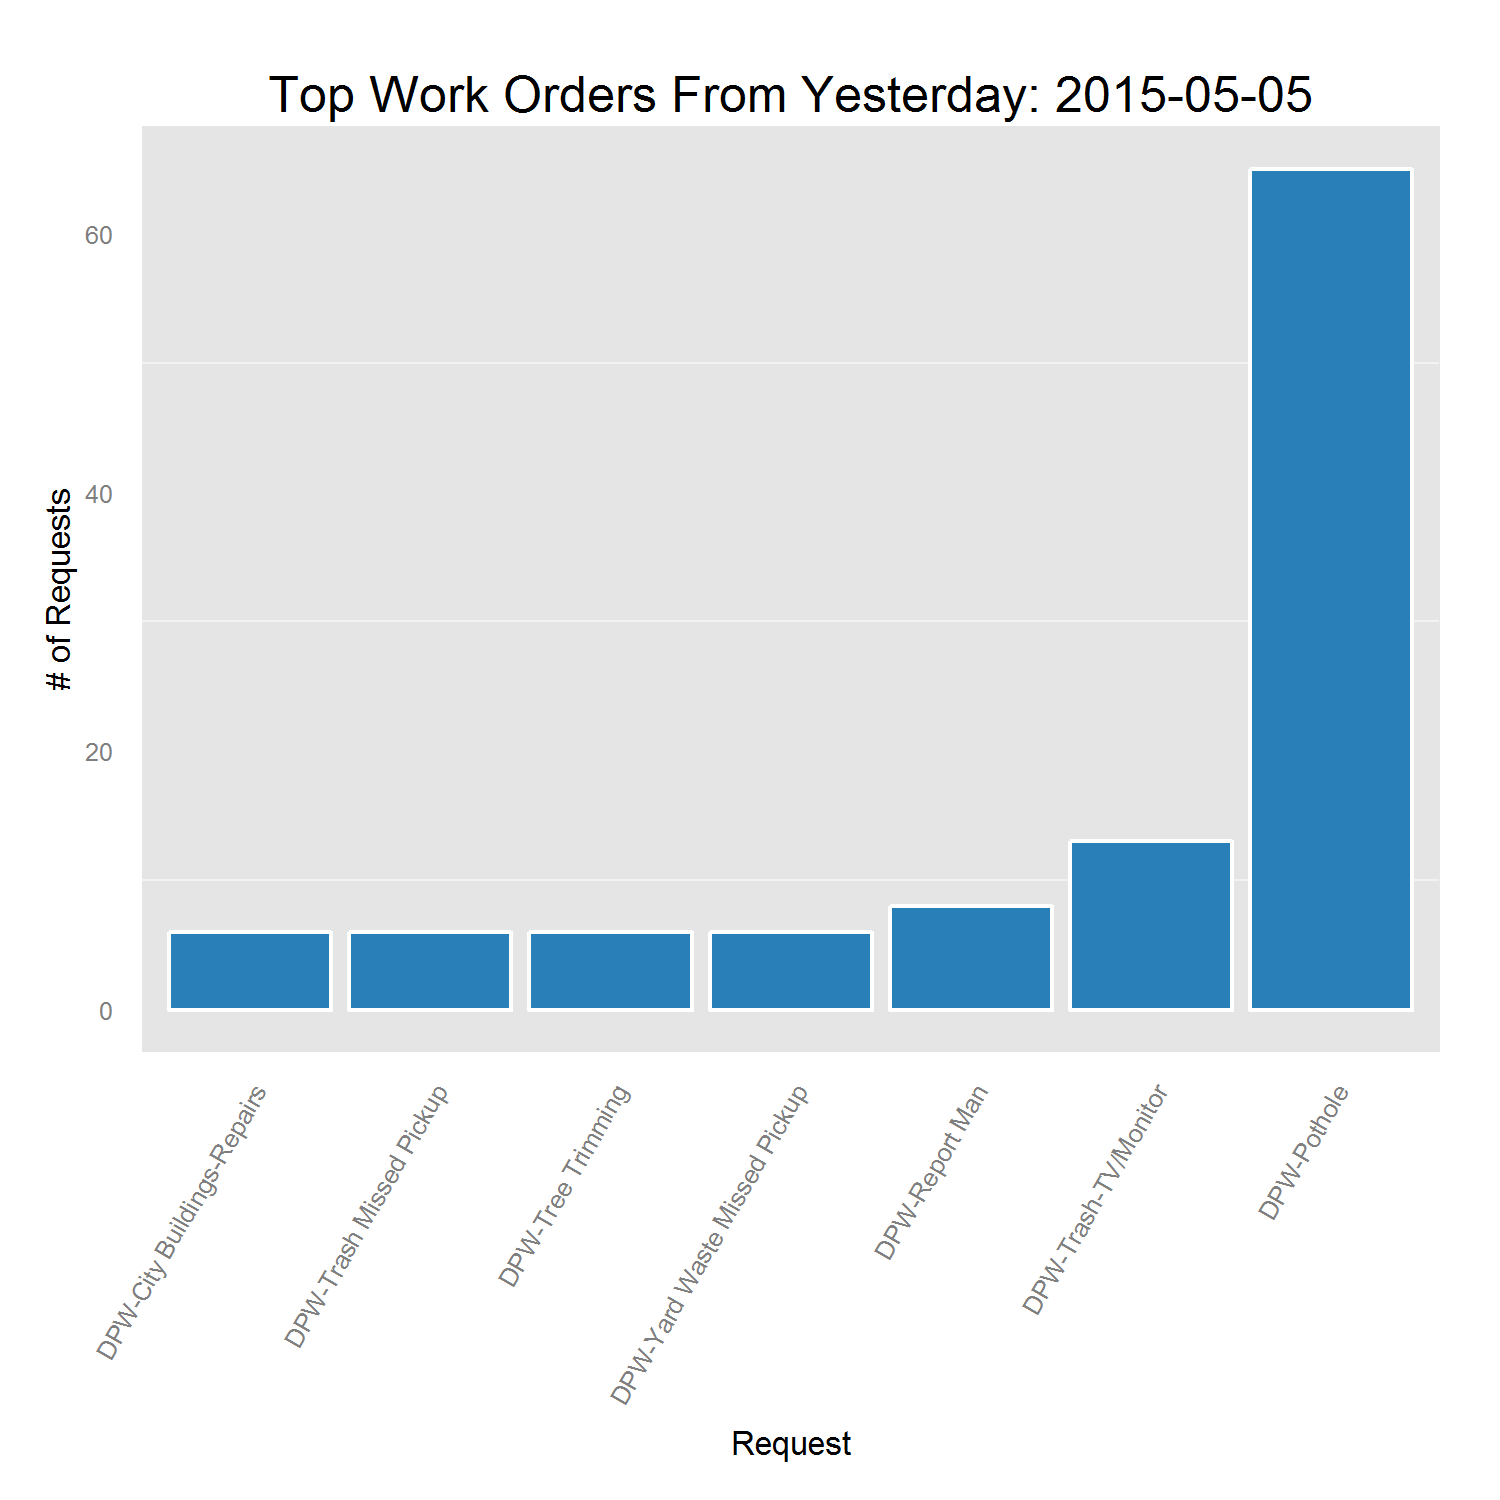 Top Work Orders From Yesterday: 2015-05-05
# of Requests
60
40
20
0
DPW-City Buildings-Repairs
DPW-Trash Missed Pickup
DPW-Tree Trimming
DPW-Yard Waste Missed Pickup
DPW-Report Man
DPW-Trash-TV/Monitor
DPW-Pothole
Request